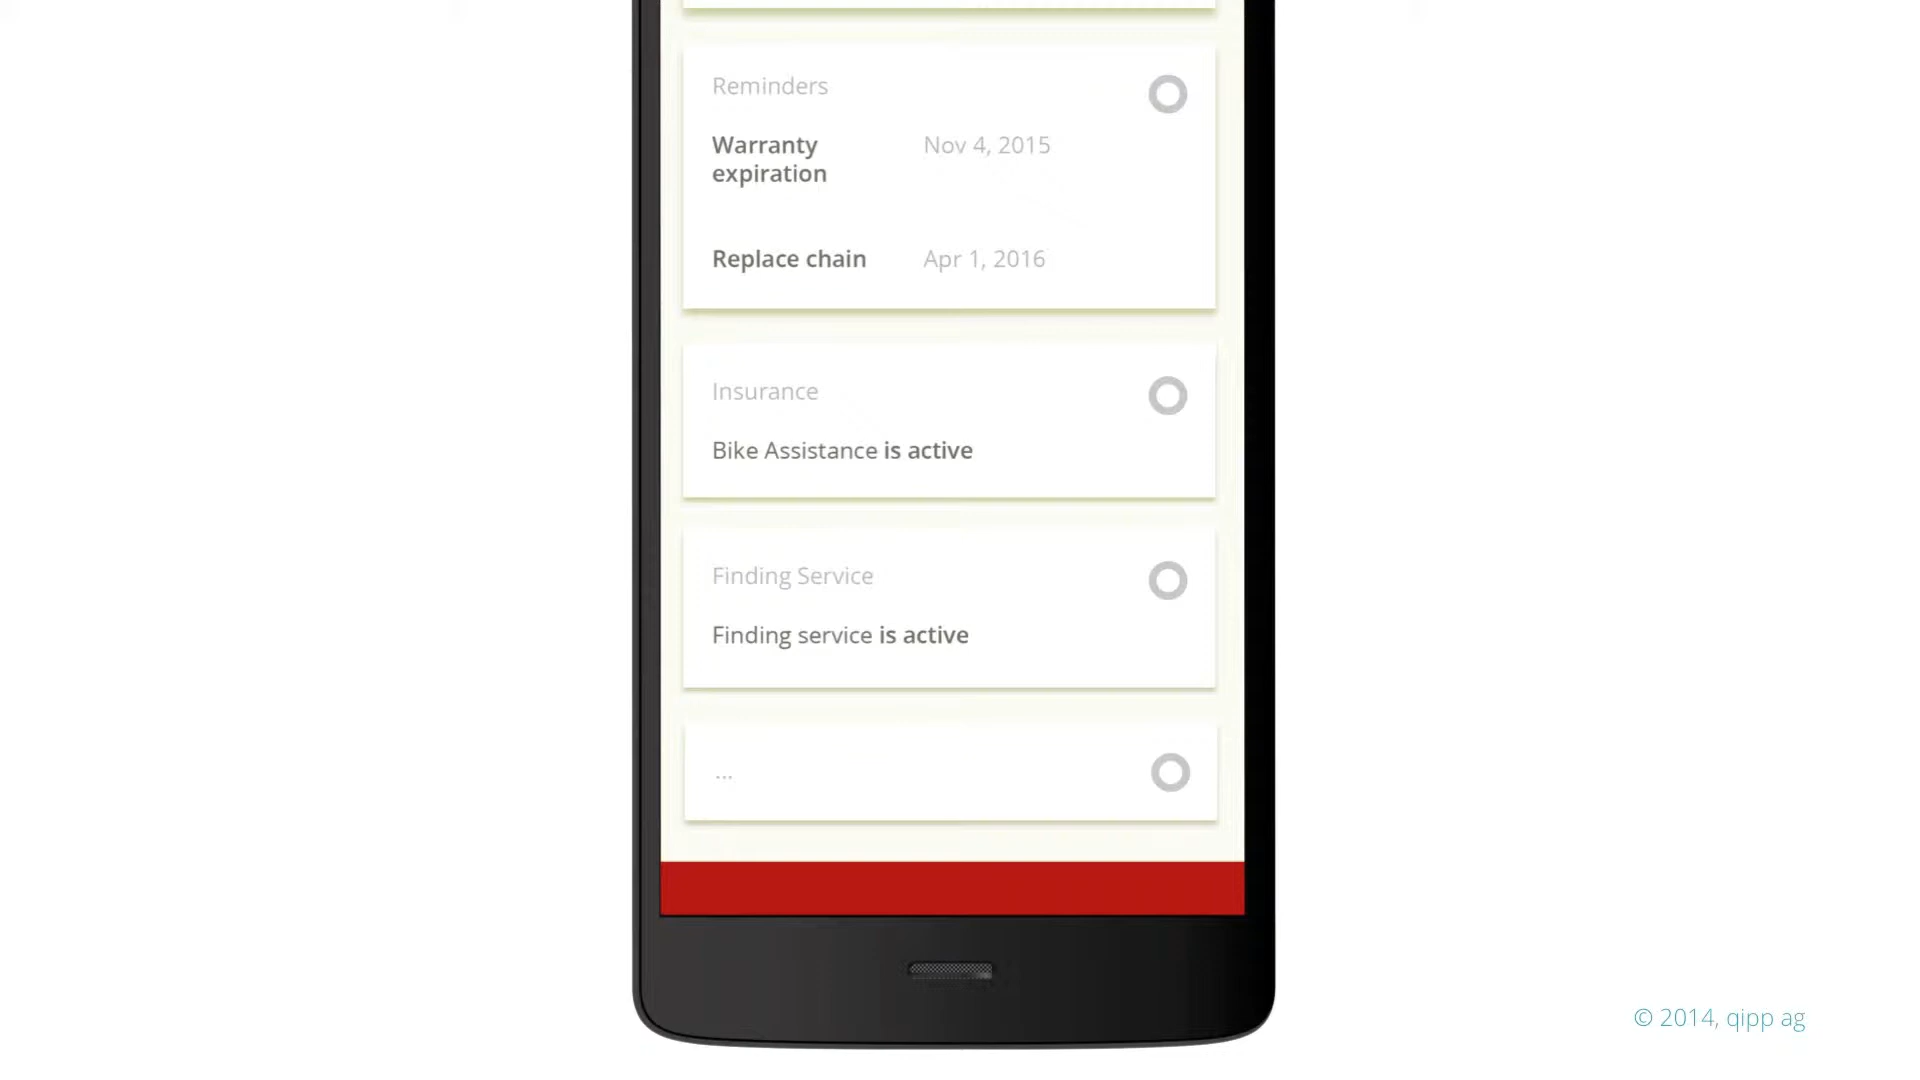 Reminders
Warranty Nov 4, 2015
expiration
Replace chain Apr 1, 2016
Insurance
Bike Assistance is active
Finding Service
Finding service is active
...
© 2014, qipp ag